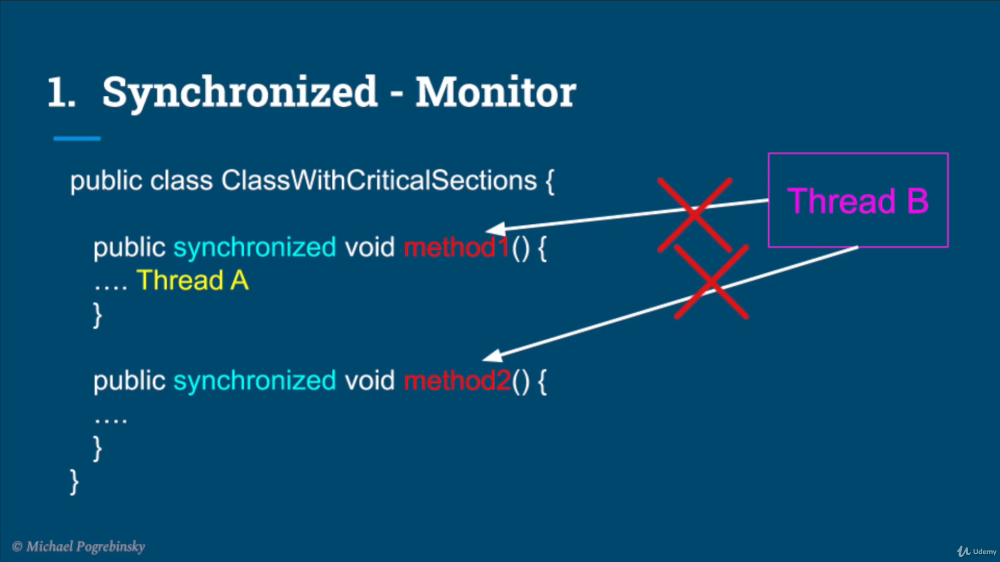 1. Synchronized - Monitor
public class ClassWithCriticalSections {
Thread B
public synchronized void method1() {
.... Thread A
}
public synchronized void method2() {
....
}
}
© Michael Pogrebinsky
Udemy